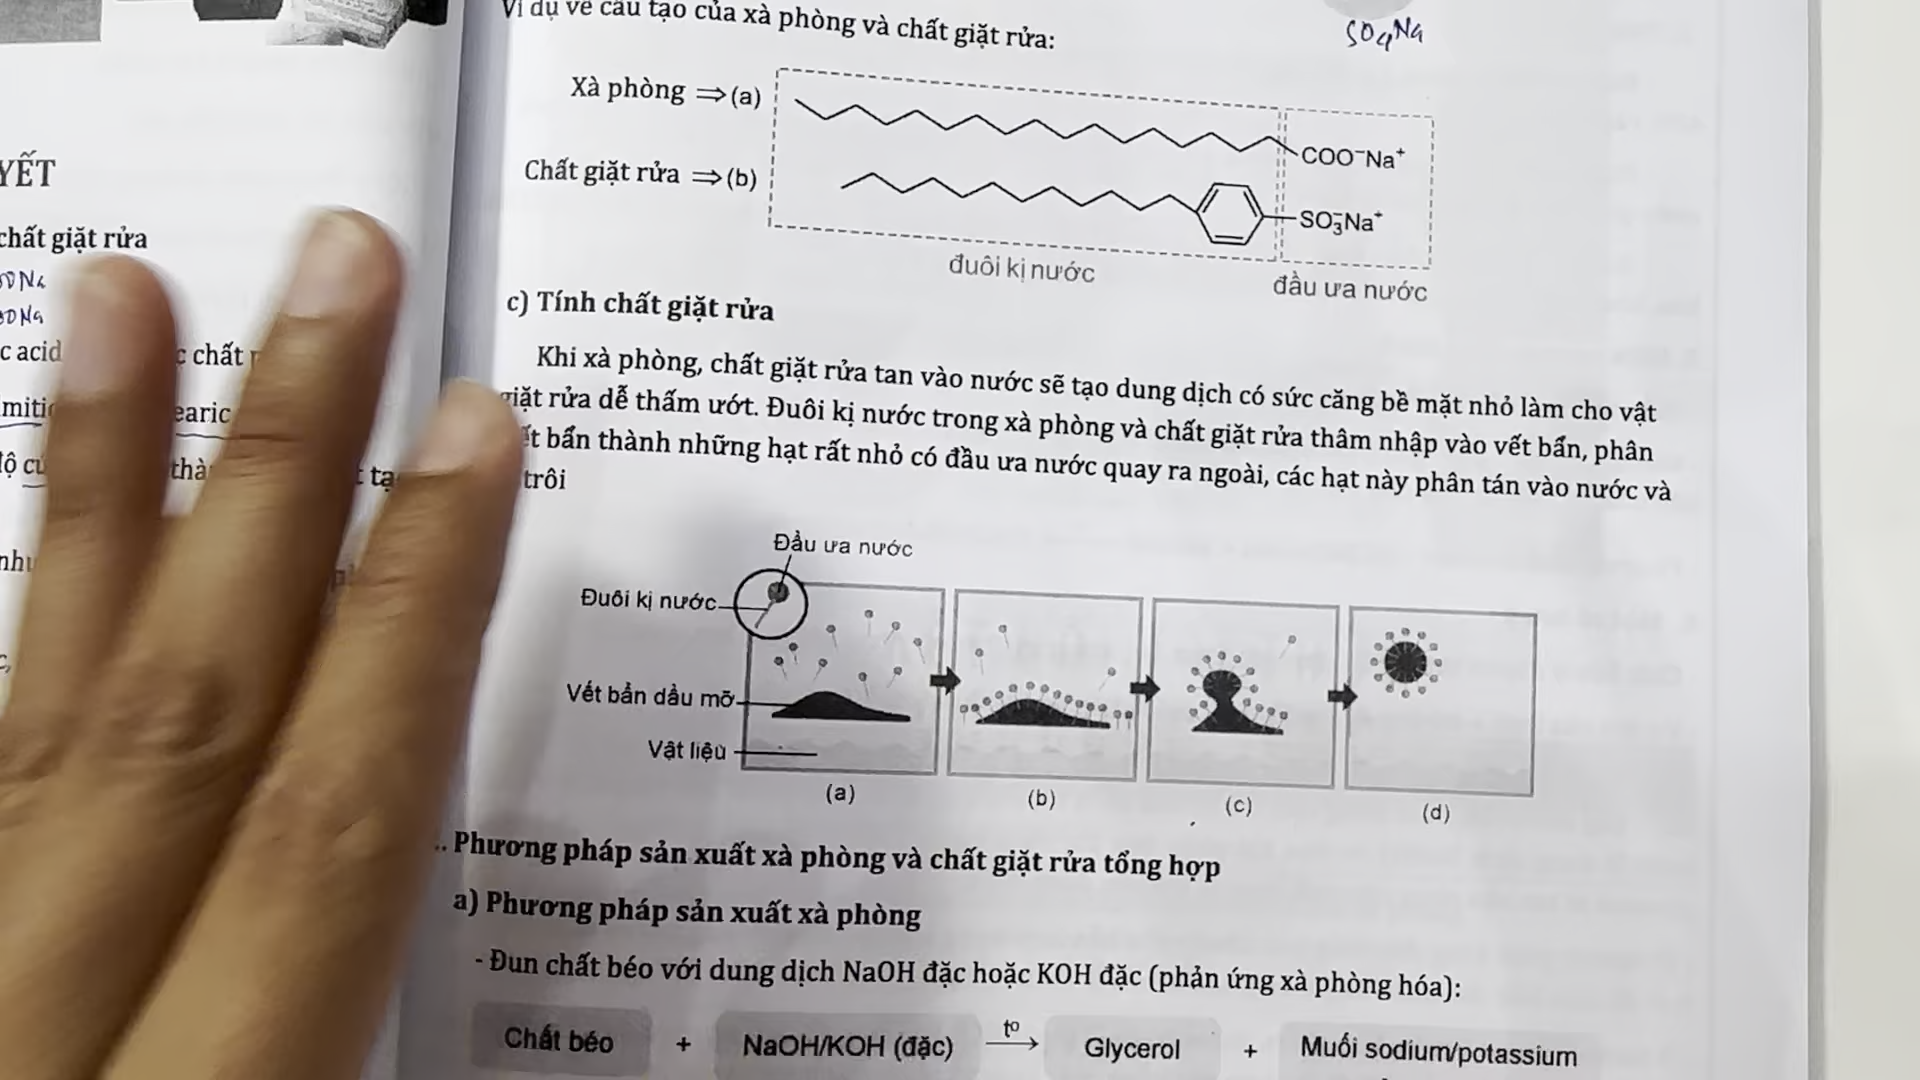 YẾT
chất giặt rửa
c acid
c chất
earic
thà
Ví dụ về cấu tạo của xà phòng và chất giặt rửa:
SO4Na
Xà phòng ⇒ (a)
COO⁻Na⁺
Chất giặt rửa ⇒ (b)
SO₃⁻Na⁺
đuôi kị nước
đầu ưa nước
c) Tính chất giặt rửa
Khi xà phòng, chất giặt rửa tan vào nước sẽ tạo dung dịch có sức căng bề mặt nhỏ làm cho vật
giặt rửa dễ thấm ướt. Đuôi kị nước trong xà phòng và chất giặt rửa thâm nhập vào vết bẩn, phân
ết bẩn thành những hạt rất nhỏ có đầu ưa nước quay ra ngoài, các hạt này phân tán vào nước và
trôi
Đầu ưa nước
Đuôi kị nước
Vết bẩn dầu mỡ
Vật liệu
(a)
(b)
(c)
(d)
. Phương pháp sản xuất xà phòng và chất giặt rửa tổng hợp
a) Phương pháp sản xuất xà phòng
- Đun chất béo với dung dịch NaOH đặc hoặc KOH đặc (phản ứng xà phòng hóa):
Chất béo + NaOH/KOH (đặc) t⁰ → Glycerol + Muối sodium/potassium